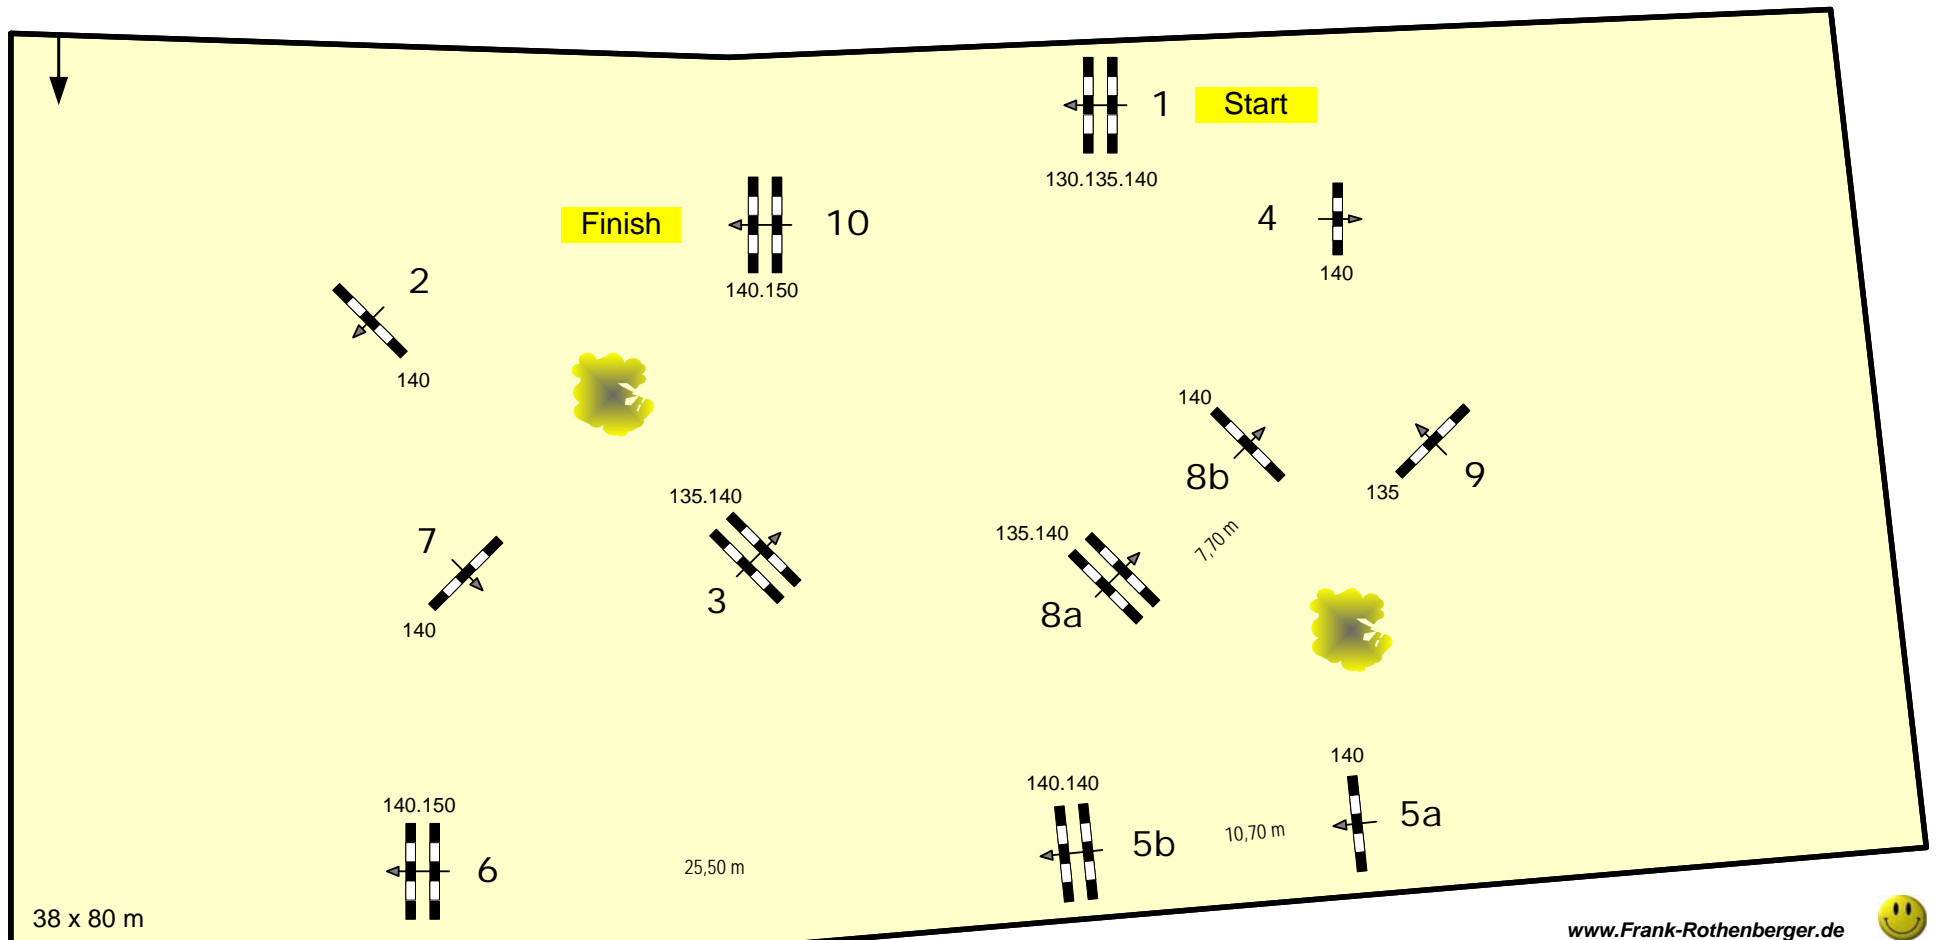 1 Start
130.135.140
4
140
Finish 10
140.150
2
140
140
8b
9
135
135.140
3
7
140
135.140
8a
7,70 m
140
5a
140.140
5b
10,70 m
140.150
6
25,50 m
38 x 80 m
www.Frank-Rothenberger.de